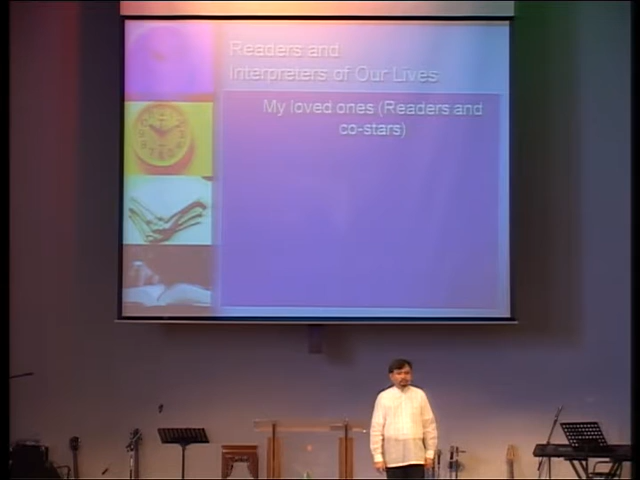 Readers and
Interpreters of Our Lives
My loved ones (Readers and
co-stars)